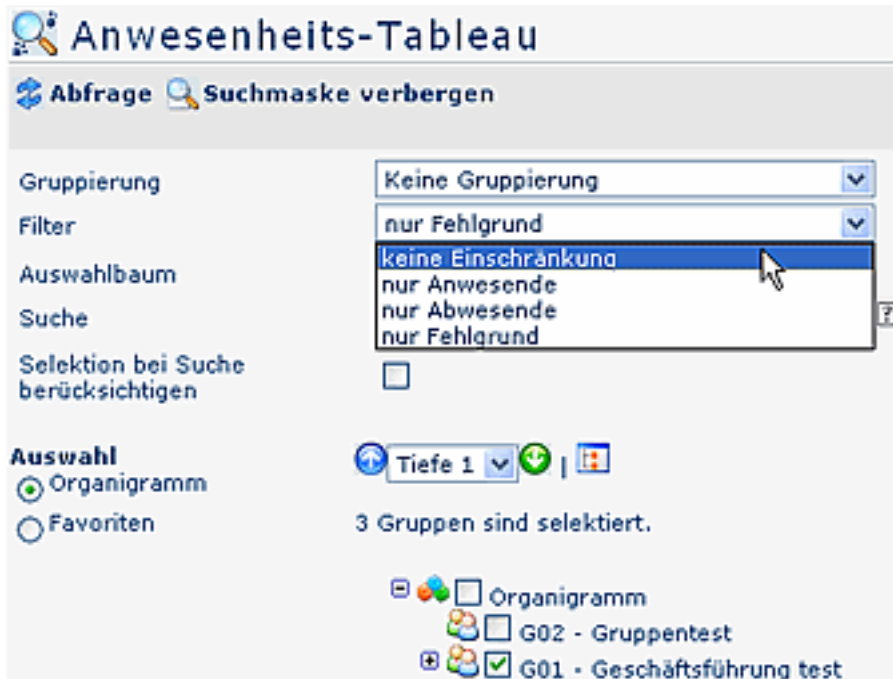 Anwesenheits-Tableau
Abfrage Suchmaske verbergen
Gruppierung Keine Gruppierung
Filter nur Fehlgrund
keine Einschränkung
Auswahlbaum nur Anwesende
nur Abwesende
Suche ?
nur Fehlgrund
Selektion bei Suche
berücksichtigen
Auswahl Tiefe 1 |
Organigramm
Favoriten 3 Gruppen sind selektiert.
Organigramm
G02 - Gruppentest
G01 - Geschäftsführung test